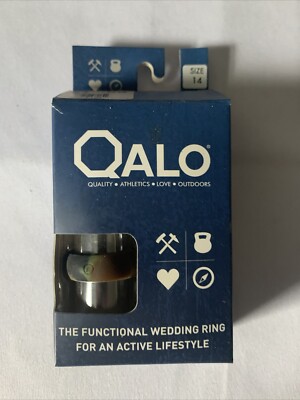 SIZE
14
QALO®
QUALITY • ATHLETICS • LOVE • OUTDOORS
THE FUNCTIONAL WEDDING RING
FOR AN ACTIVE LIFESTYLE